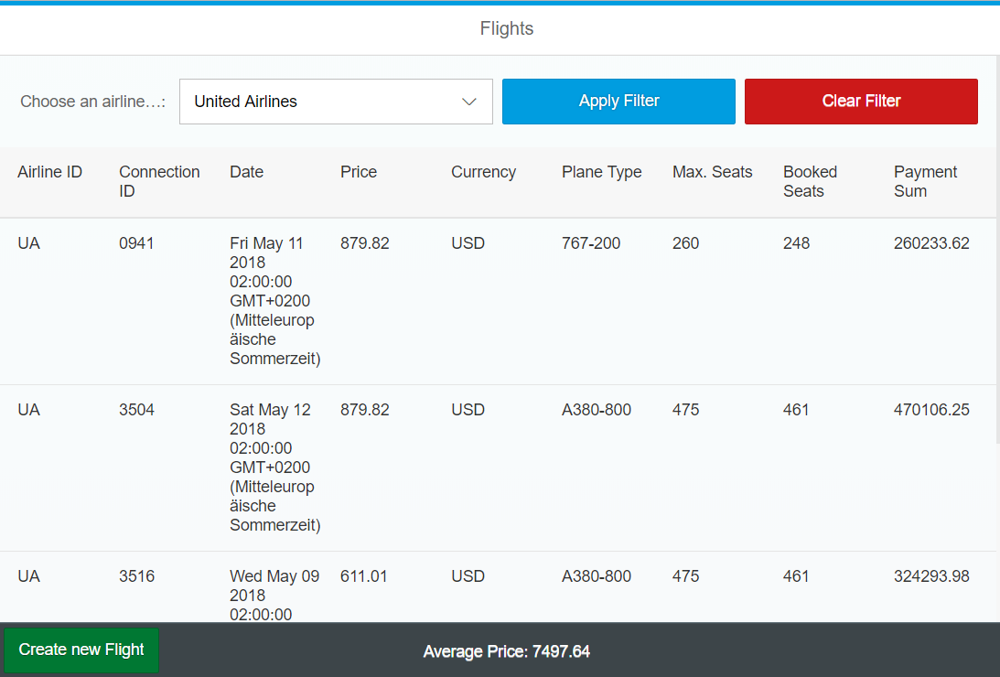 Flights
Choose an airline...: United Airlines Apply Filter Clear Filter
Airline ID Connection ID Date Price Currency Plane Type Max. Seats Booked Seats Payment Sum
UA 0941 Fri May 11 879.82 USD 767-200 260 248 260233.62
2018
02:00:00
GMT+0200
(Mitteleurop
äische
Sommerzeit)
UA 3504 Sat May 12 879.82 USD A380-800 475 461 470106.25
2018
02:00:00
GMT+0200
(Mitteleurop
äische
Sommerzeit)
UA 3516 Wed May 09 611.01 USD A380-800 475 461 324293.98
2018
02:00:00
Create new Flight Average Price: 7497.64